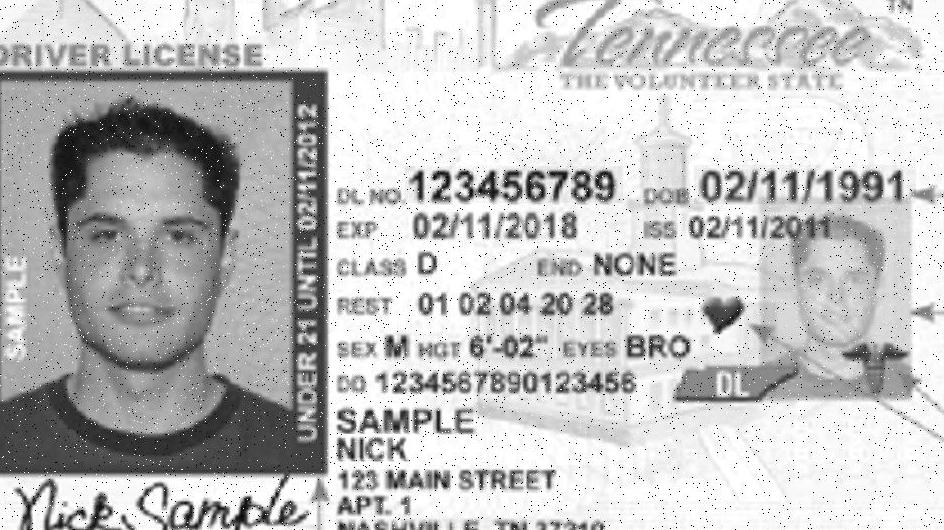 TN
Tennessee
THE VOLUNTEER STATE
DRIVER LICENSE
SAMPLE
UNDER 21 UNTIL 02/11/2012
DL NO. 123456789 DOB 02/11/1991
EXP 02/11/2018 ISS 02/11/2011
CLASS D END NONE
REST 01 02 04 20 28
SEX M HGT 6'-02" EYES BRO
DD 1234567890123456
DL
SAMPLE
NICK
123 MAIN STREET
APT. 1
NASHVILLE, TN 37210
Nick Sample